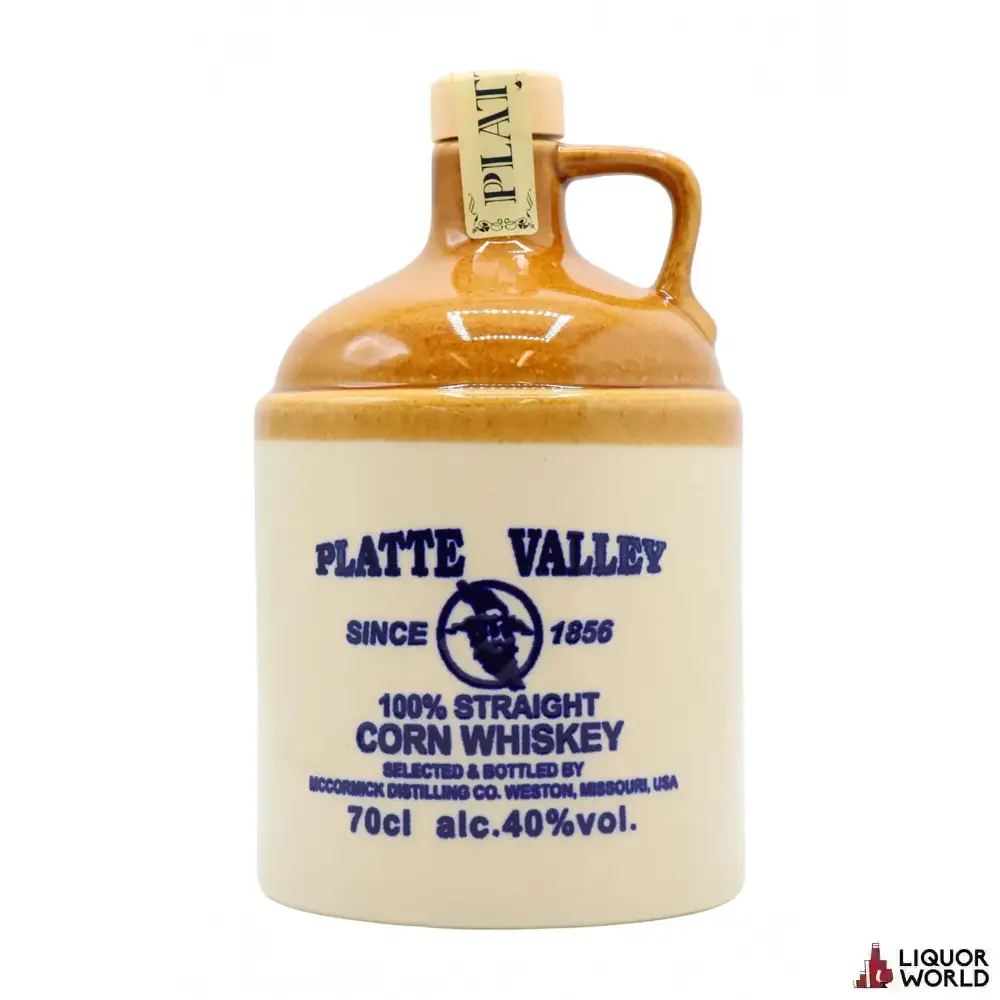 PLAT
PLATTE VALLEY
SINCE 1856
100% STRAIGHT
CORN WHISKEY
SELECTED & BOTTLED BY
MCCORMICK DISTILLING CO. WESTON, MISSOURI, USA
70cl alc.40%vol.
LIQUOR
WORLD